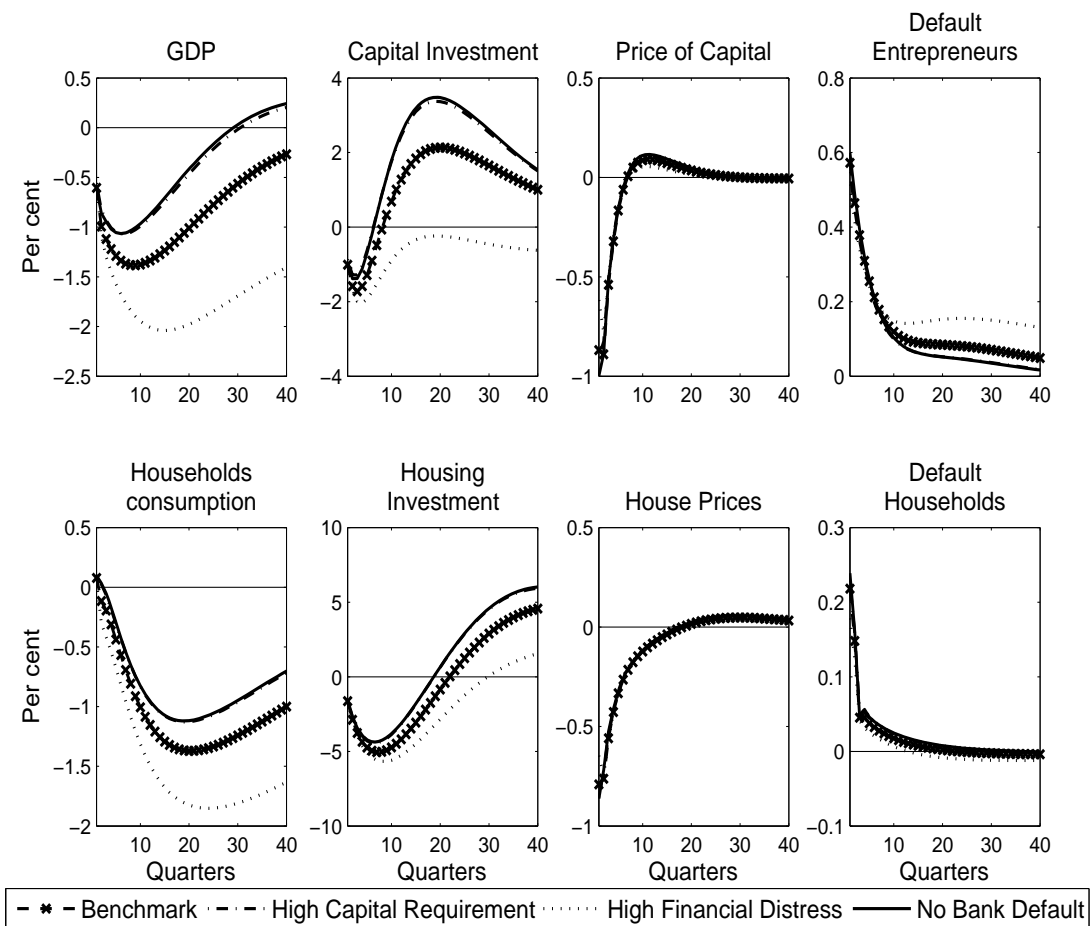 GDP
Capital Investment
Price of Capital
Default
Entrepreneurs
Per cent
0.5
0
−0.5
−1
−1.5
−2
−2.5
10 20 30 40
4
2
0
−2
−4
10 20 30 40
0.5
0
−0.5
−1
10 20 30 40
0.8
0.6
0.4
0.2
0
10 20 30 40
Households
consumption
Housing
Investment
House Prices
Default
Households
Per cent
0.5
0
−0.5
−1
−1.5
−2
10 20 30 40
Quarters
10
5
0
−5
−10
10 20 30 40
Quarters
0.5
0
−0.5
−1
10 20 30 40
Quarters
0.3
0.2
0.1
0
−0.1
10 20 30 40
Quarters
Benchmark High Capital Requirement High Financial Distress No Bank Default